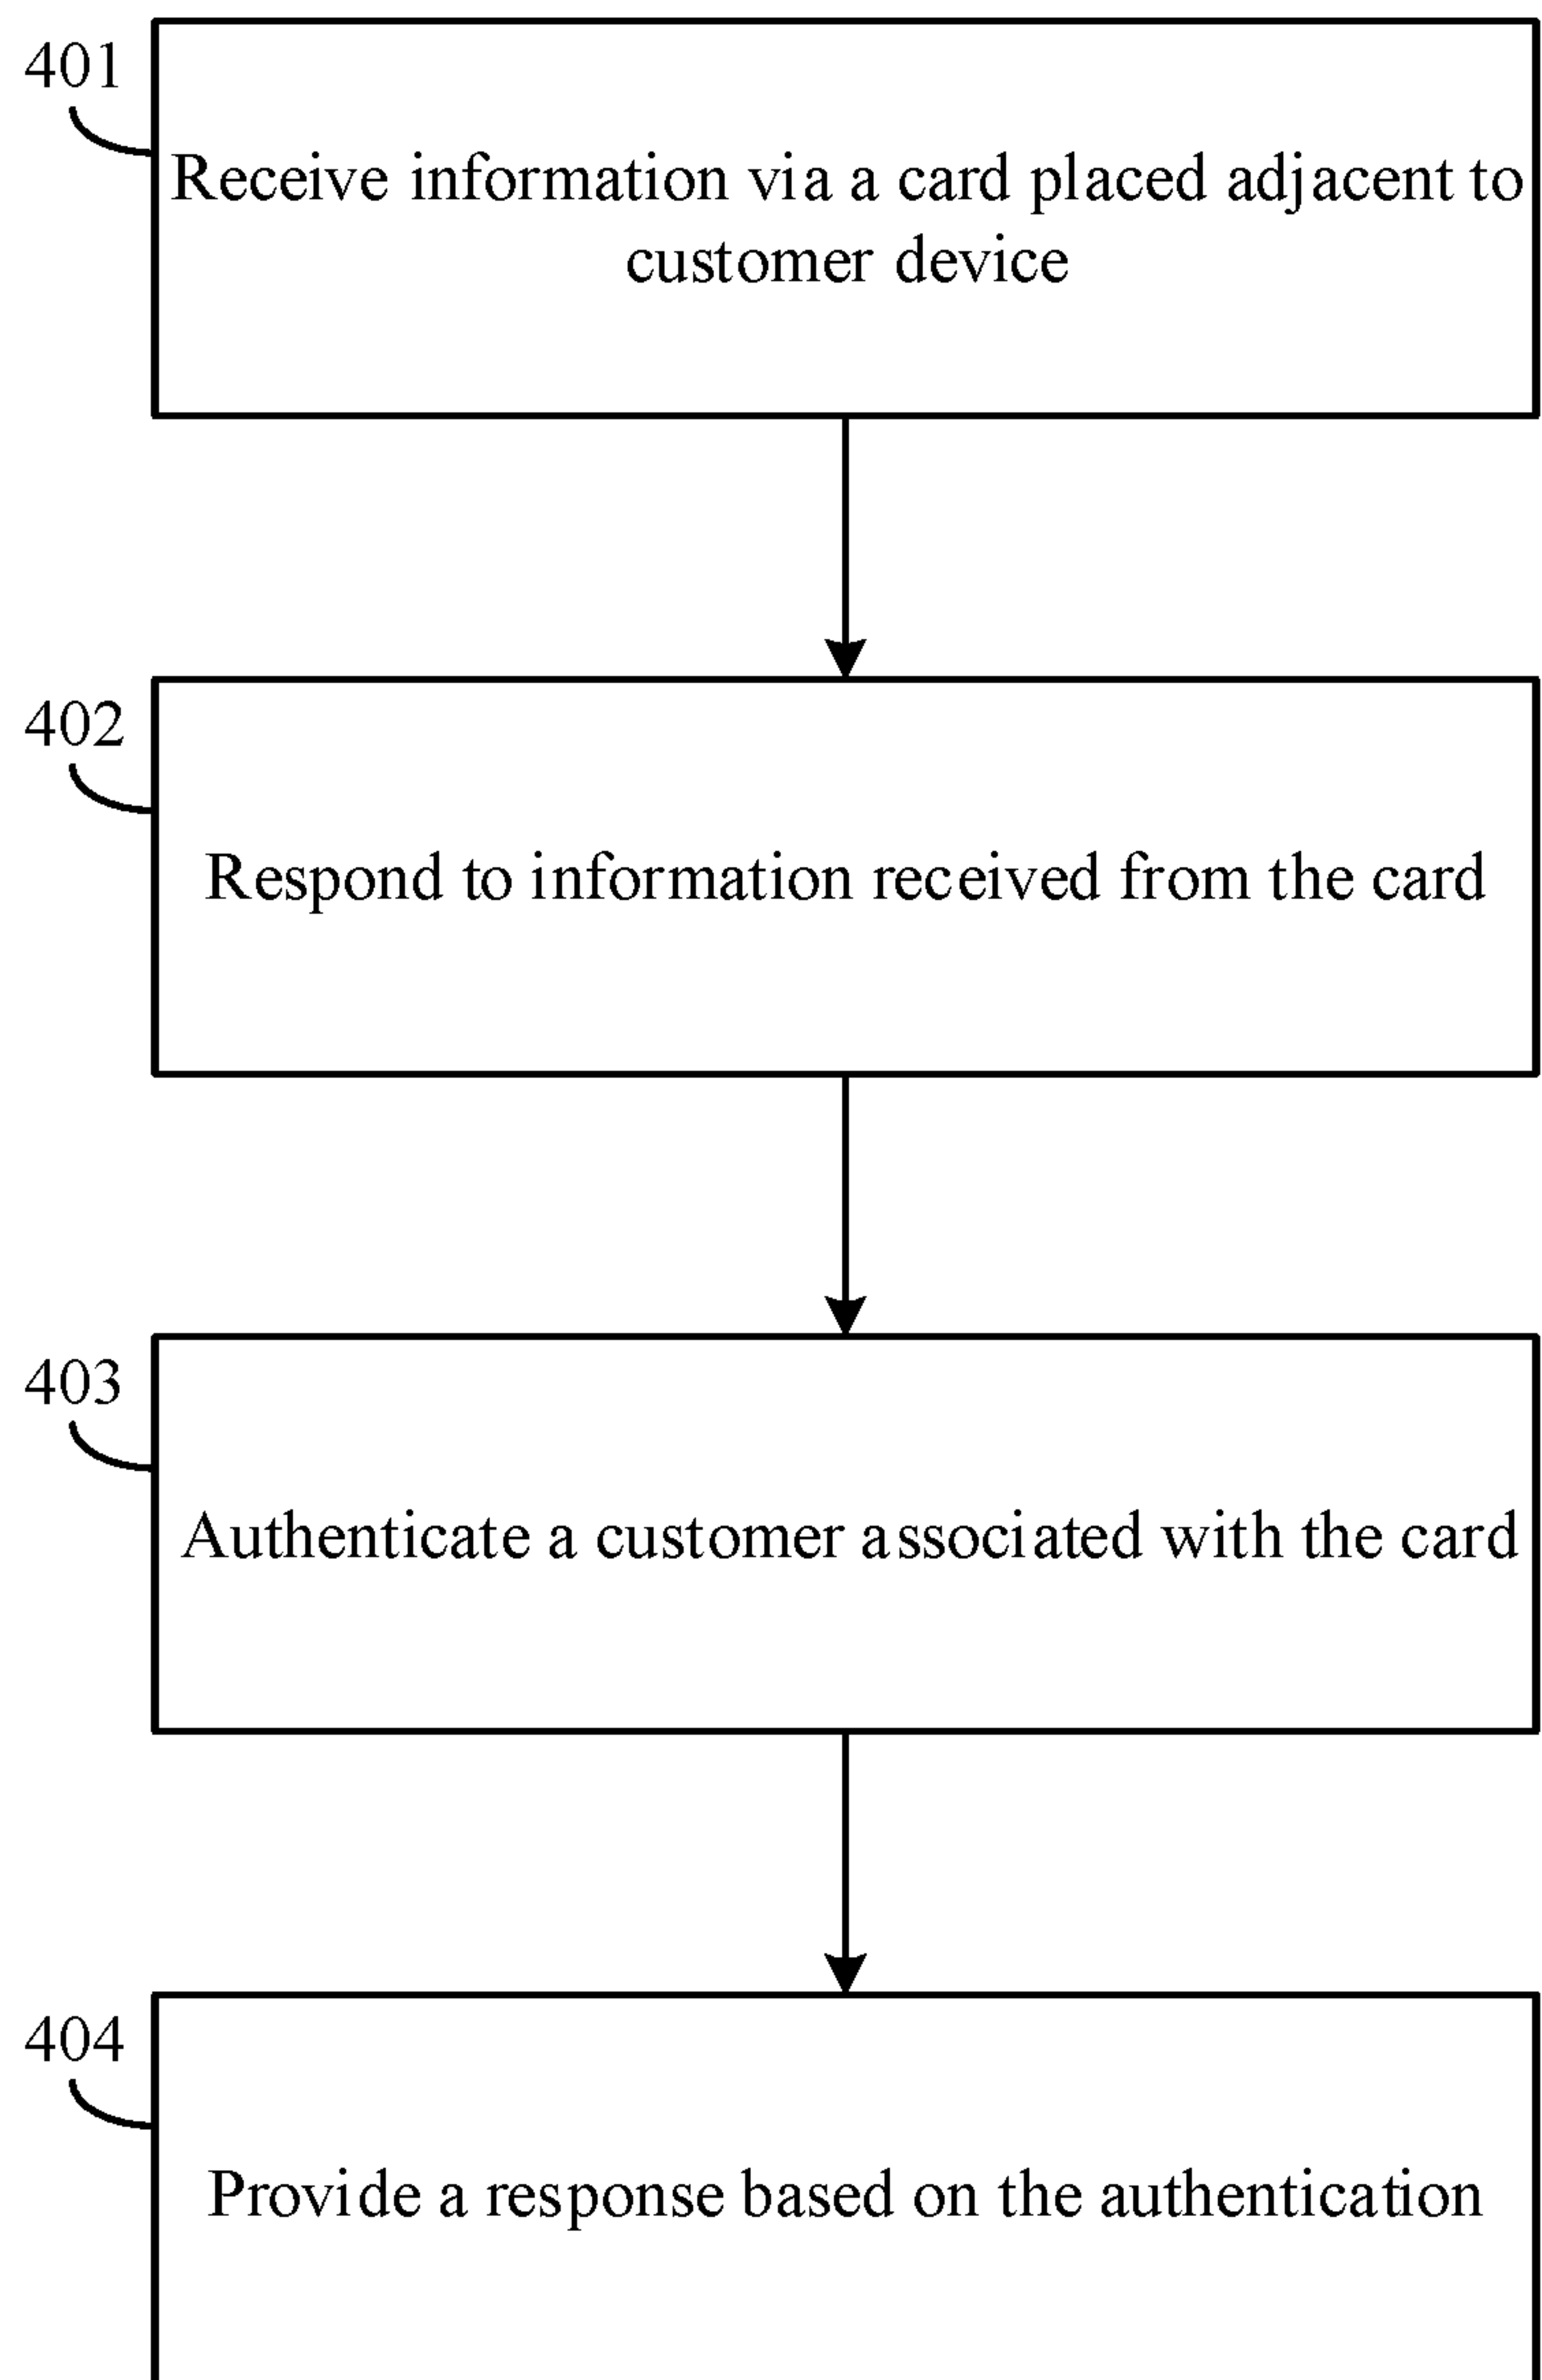 401
Receive information via a card placed adjacent to
customer device
402
Respond to information received from the card
403
Authenticate a customer associated with the card
404
Provide a response based on the authentication